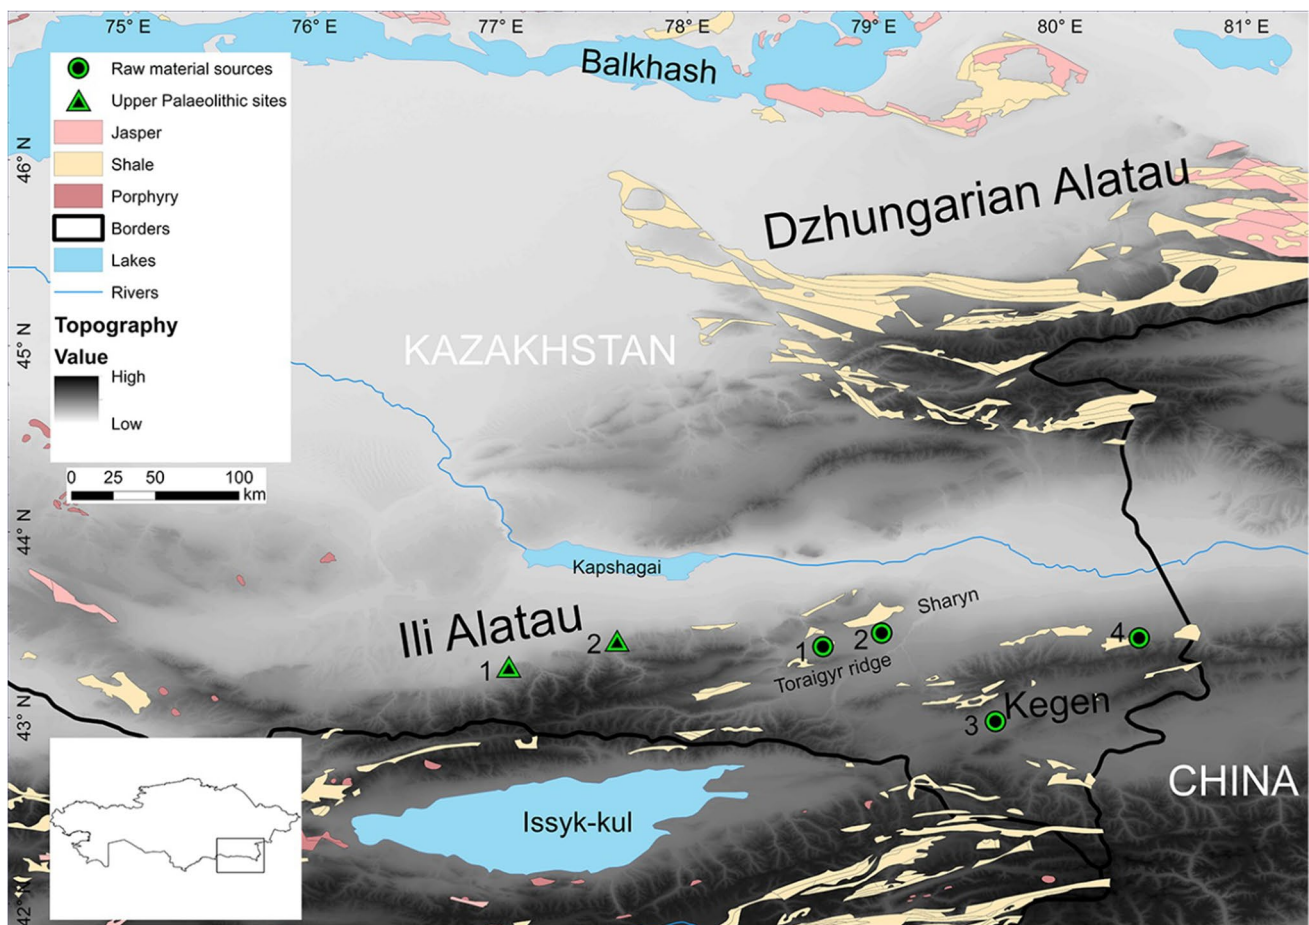 75° E 76° E 77° E 78° E 79° E 80° E 81° E
Raw material sources
Upper Palaeolithic sites
Jasper
Shale
Porphyry
Borders
Lakes
Rivers
Topography
Value
High
Low
0 25 50 100
km
46° N
45° N
44° N
43° N
42° N
Balkhash
Dzhungarian Alatau
KAZAKHSTAN
Kapshagai
Ili Alatau
Sharyn
1
2
1
2
4
Toraigyr ridge
3
Kegen
CHINA
Issyk-kul